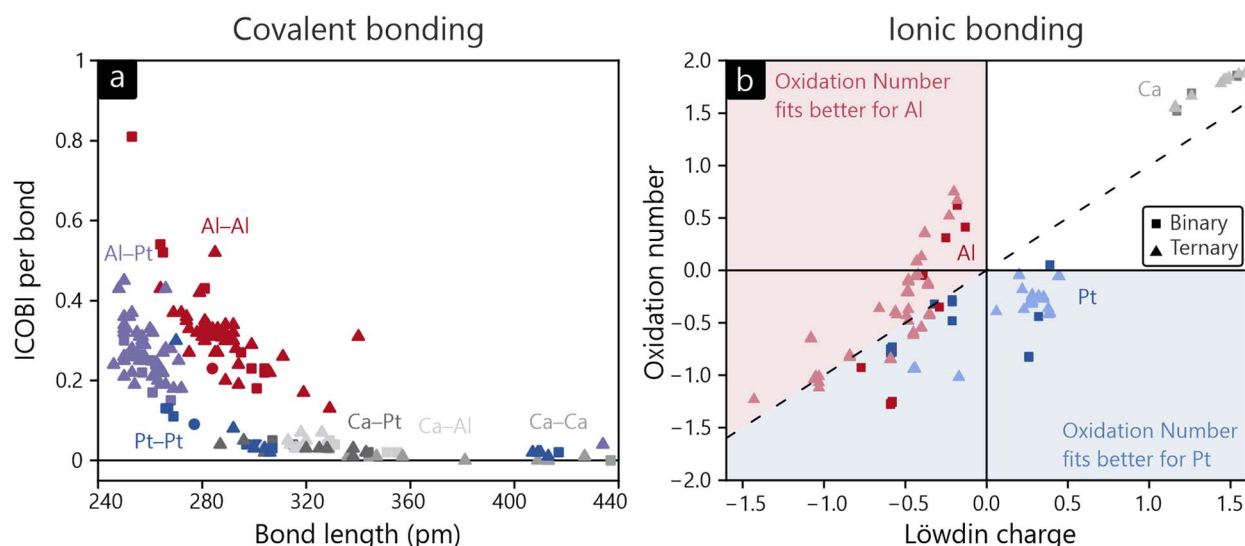 Covalent bonding
a
ICOBI per bond
1
0.8
0.6
0.4
0.2
0
240
280
320
360
400
440
Bond length (pm)
Al–Pt
Al–Al
Pt–Pt
Ca–Pt
Ca–Al
Ca–Ca
Ionic bonding
b
Oxidation number
2.0
1.5
1.0
0.5
0.0
−0.5
−1.0
−1.5
−2.0
−1.5
−1.0
−0.5
0.0
0.5
1.0
1.5
Löwdin charge
Oxidation Number
fits better for Al
Ca
Binary
Ternary
Al
Pt
Oxidation Number
fits better for Pt